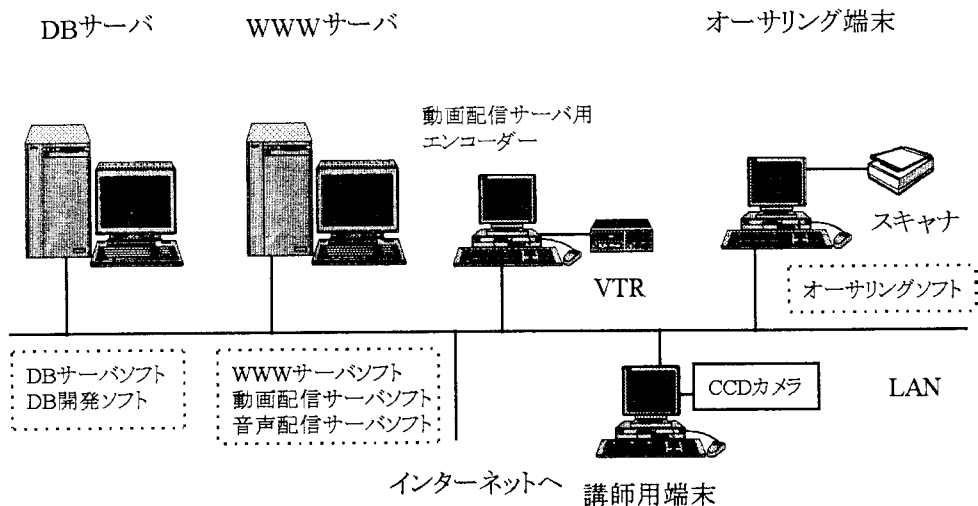 DBサーバ
WWWサーバ
オーサリング端末
動画配信サーバ用
エンコーダー
スキャナ
VTR
オーサリングソフト
DBサーバソフト
DB開発ソフト
WWWサーバソフト
動画配信サーバソフト
音声配信サーバソフト
CCDカメラ
LAN
インターネットへ
講師用端末